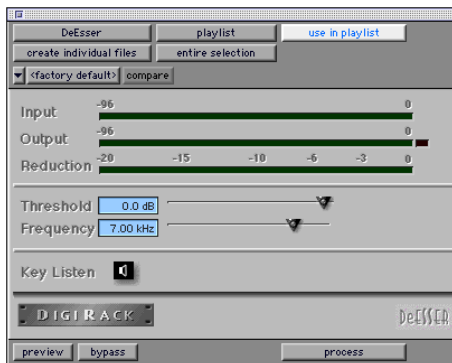 DeEsser playlist use in playlist
create individual files entire selection
<factory default> compare
Input -96 0
Output -96 0
Reduction -20 -15 -10 -6 -3 0
Threshold 0.0 dB
Frequency 7.00 kHz
Key Listen
DIGIRACK DeESSER
preview bypass process